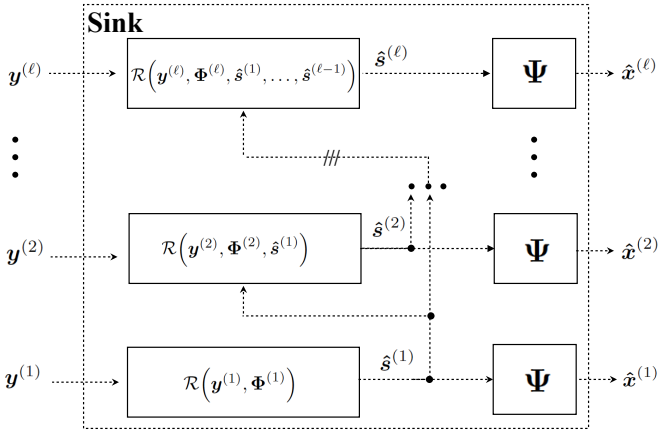 Sink
y^(ℓ) R(y^(ℓ), Φ^(ℓ), ŝ^(1), . . . , ŝ^(ℓ−1)) ŝ^(ℓ) Ψ x̂^(ℓ)
y^(2) R(y^(2), Φ^(2), ŝ^(1)) ŝ^(2) Ψ x̂^(2)
y^(1) R(y^(1), Φ^(1)) ŝ^(1) Ψ x̂^(1)